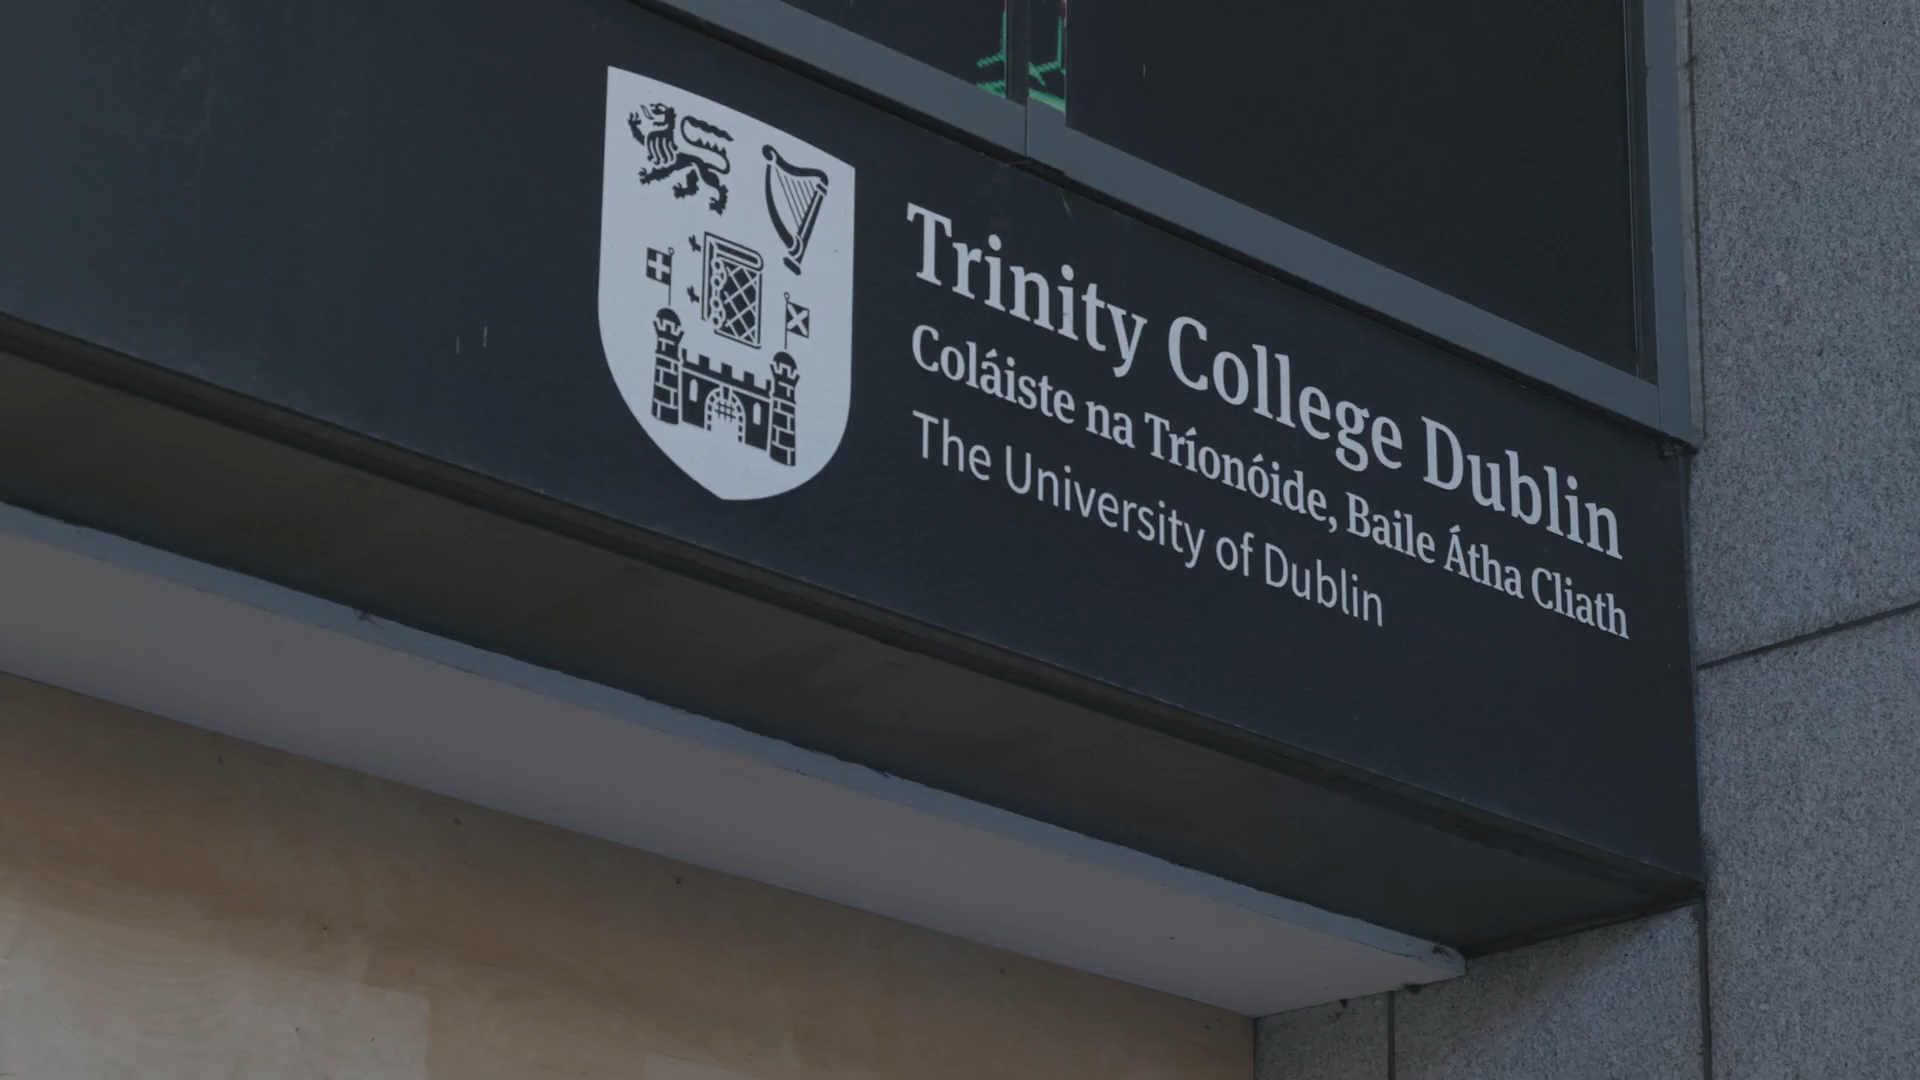 Trinity College Dublin
Coláiste na Tríonóide, Baile Átha Cliath
The University of Dublin